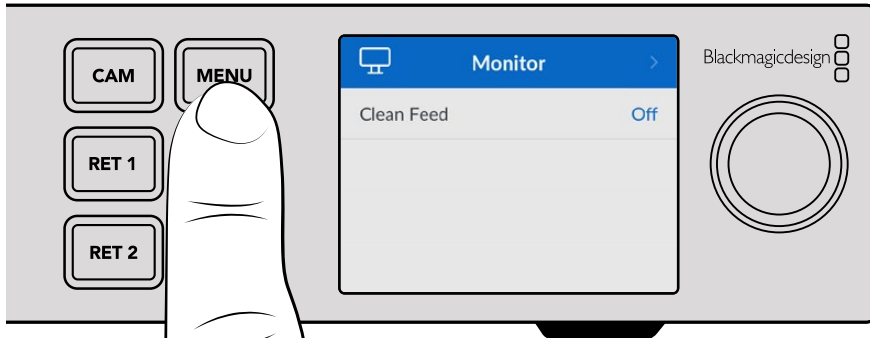 CAM
MENU
Monitor
Blackmagicdesign
Clean Feed Off
RET 1
RET 2